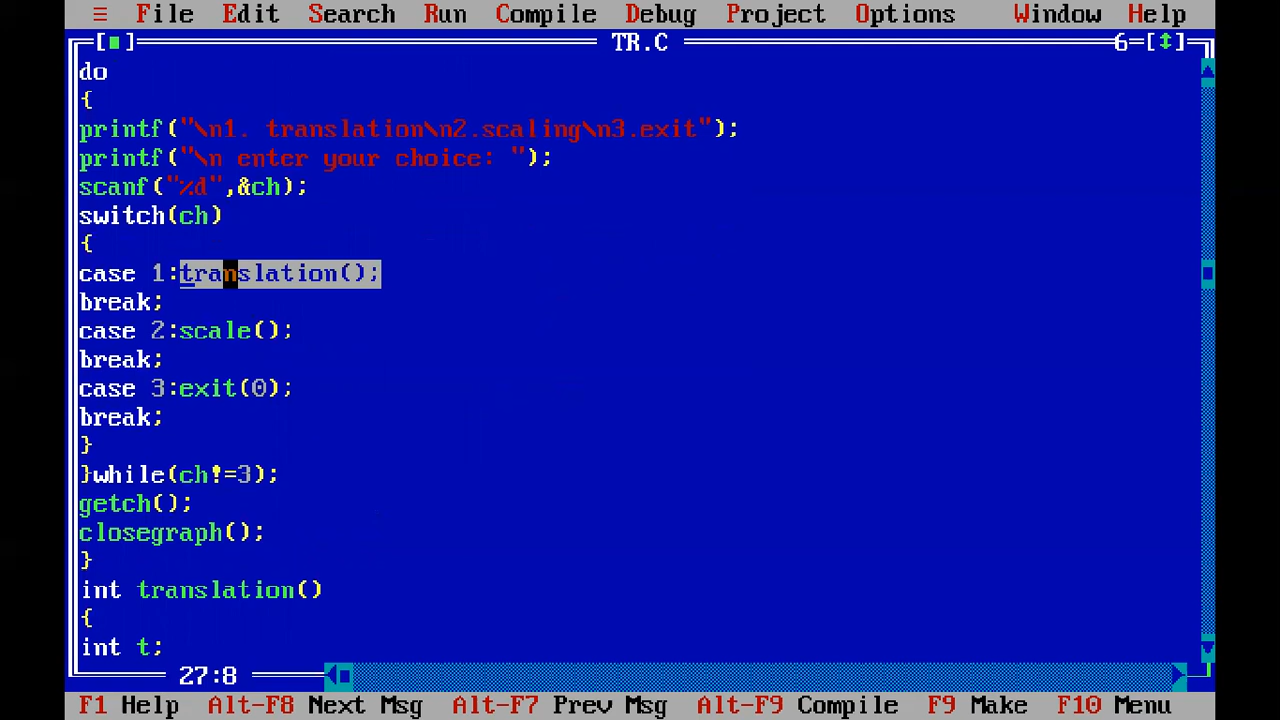 ≡ File Edit Search Run Compile Debug Project Options Window Help
[■] TR.C 6=[↕]
do
{
printf("\n1. translation\n2.scaling\n3.exit");
printf("\n enter your choice: ");
scanf("%d",&ch);
switch(ch)
{
case 1:translation();
break;
case 2:scale();
break;
case 3:exit(0);
break;
}
}while(ch!=3);
getch();
closegraph();
}
int translation()
{
int t;
27:8
F1 Help Alt-F8 Next Msg Alt-F7 Prev Msg Alt-F9 Compile F9 Make F10 Menu